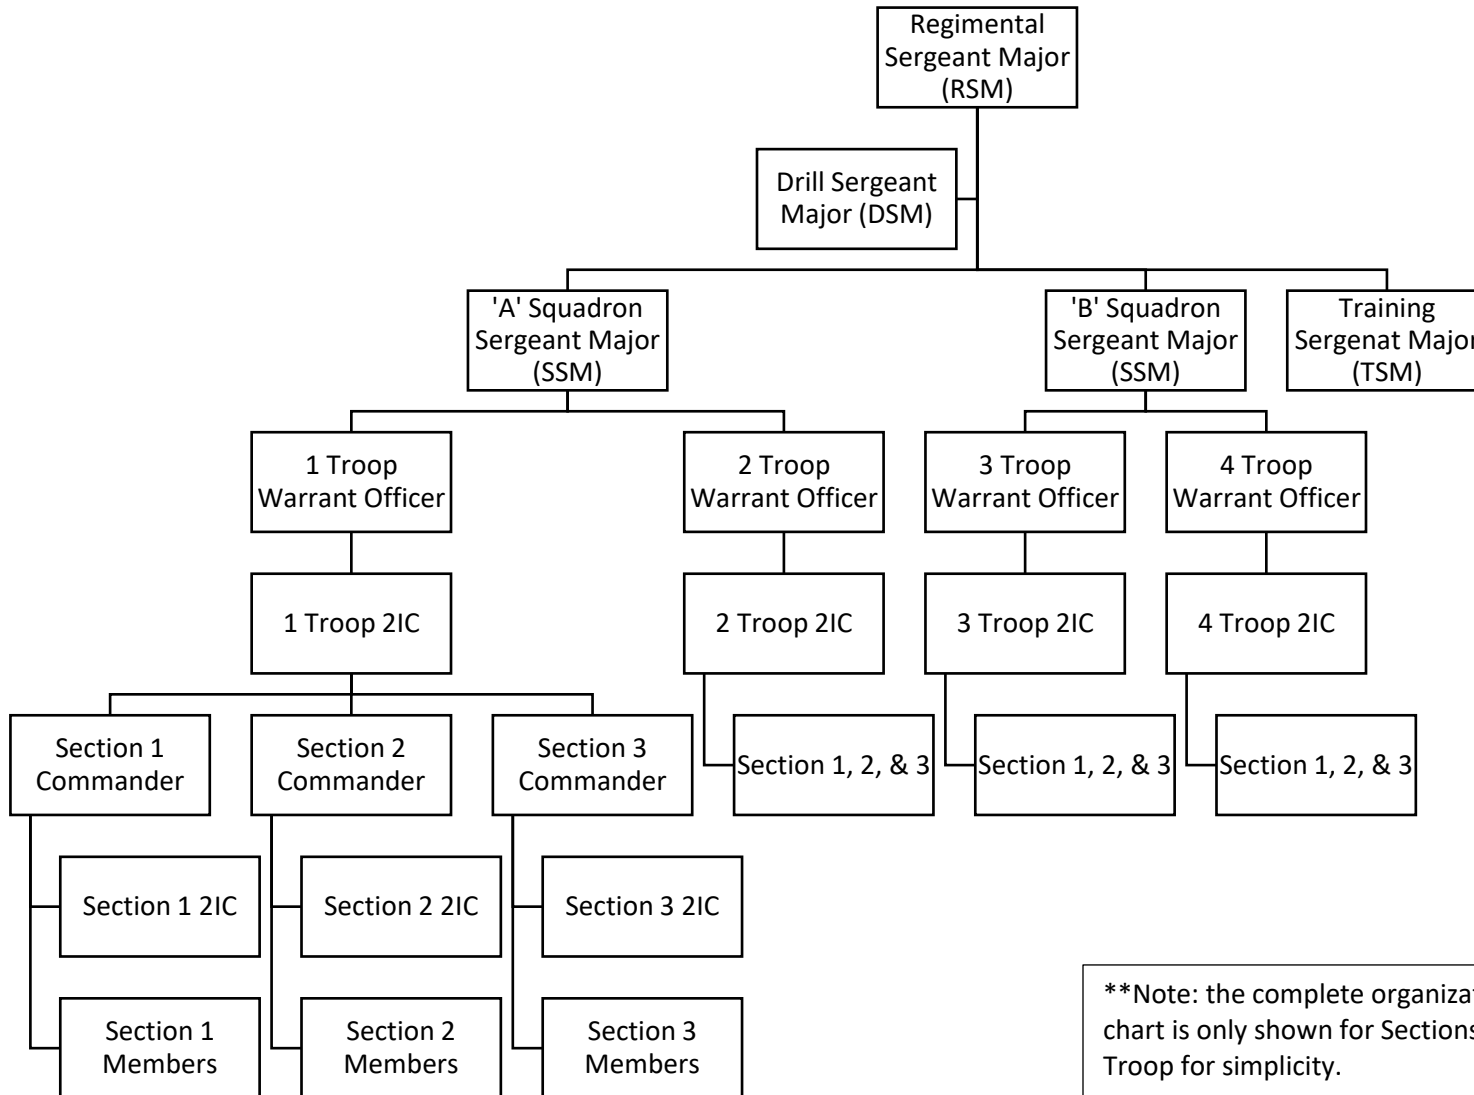 Regimental
Sergeant Major
(RSM)
Drill Sergeant
Major (DSM)
'A' Squadron
Sergeant Major
(SSM)
'B' Squadron
Sergeant Major
(SSM)
Training
Sergenat Major
(TSM)
1 Troop
Warrant Officer
2 Troop
Warrant Officer
3 Troop
Warrant Officer
4 Troop
Warrant Officer
1 Troop 2IC
2 Troop 2IC
3 Troop 2IC
4 Troop 2IC
Section 1
Commander
Section 2
Commander
Section 3
Commander
Section 1, 2, & 3
Section 1, 2, & 3
Section 1, 2, & 3
Section 1 2IC
Section 2 2IC
Section 3 2IC
Section 1
Members
Section 2
Members
Section 3
Members
**Note: the complete
chart is only shown for Sections
Troop for simplicity.